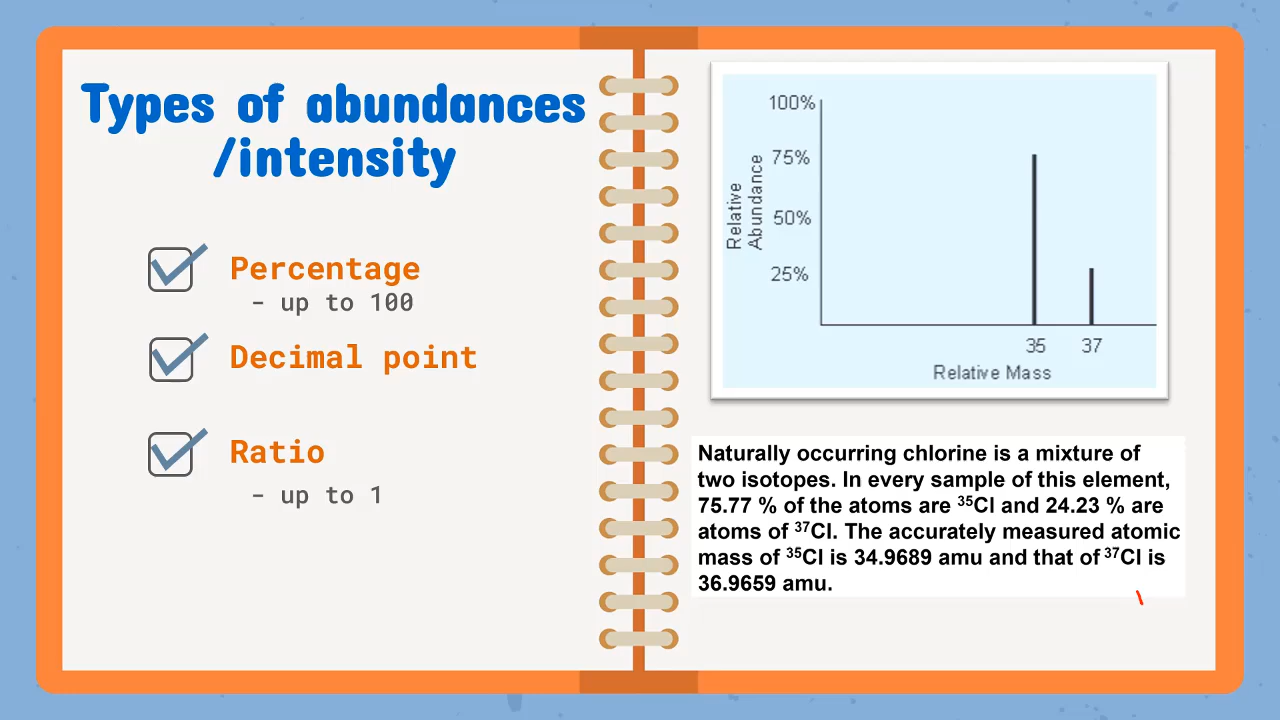 Types of abundances
/intensity
Percentage
- up to 100
Decimal point
Ratio
- up to 1
100%
75%
50%
25%
Relative
Abundance
35 37
Relative Mass
Naturally occurring chlorine is a mixture of
two isotopes. In every sample of this element,
75.77 % of the atoms are ³⁵Cl and 24.23 % are
atoms of ³⁷Cl. The accurately measured atomic
mass of ³⁵Cl is 34.9689 amu and that of ³⁷Cl is
36.9659 amu.